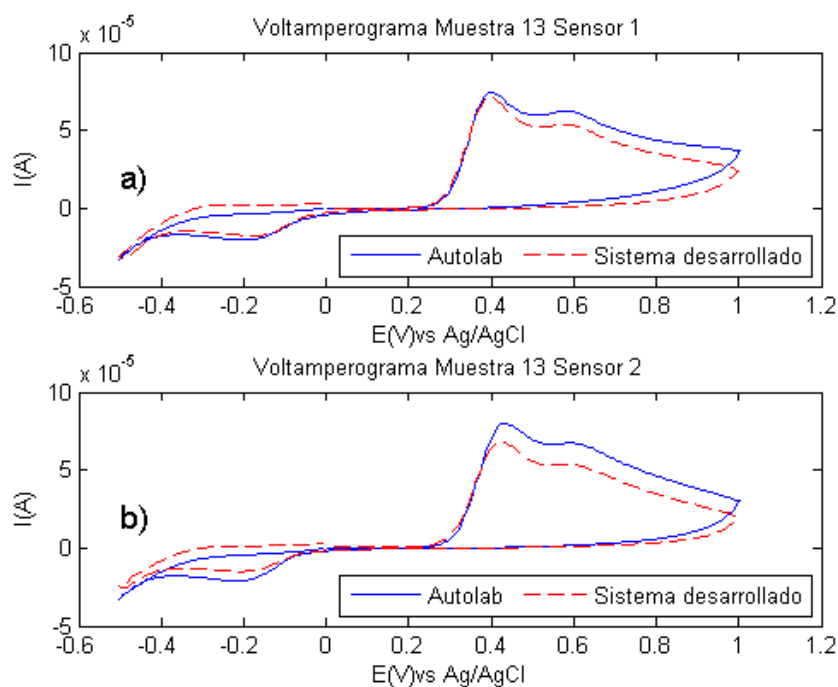 Voltamperograma Muestra 13 Sensor 1
x 10^-5
10
5
0
-5
I(A)
a)
Autolab
Sistema desarrollado
-0.6 -0.4 -0.2 0 0.2 0.4 0.6 0.8 1 1.2
E(V)vs Ag/AgCl
Voltamperograma Muestra 13 Sensor 2
x 10^-5
10
5
0
-5
I(A)
b)
Autolab
Sistema desarrollado
-0.6 -0.4 -0.2 0 0.2 0.4 0.6 0.8 1 1.2
E(V)vs Ag/AgCl